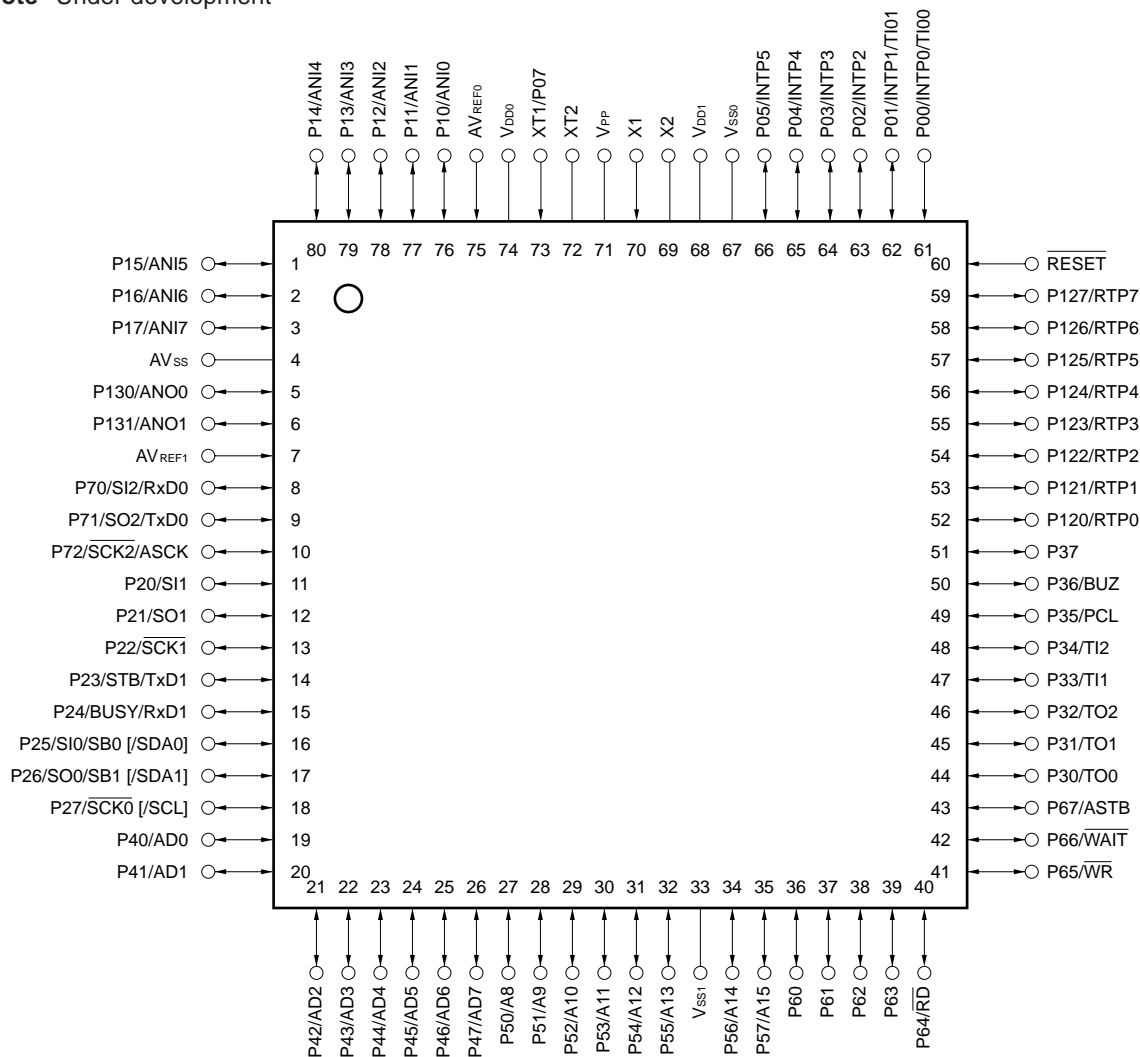 Under development
P14/ANI4
P13/ANI3
P12/ANI2
P11/ANI1
P10/ANI0
AVREF0
VDD0
XT1/P07
XT2
VPP
X1
X2
VDD1
VSS0
P05/INTP5
P04/INTP4
P03/INTP3
P02/INTP2
P01/INTP1/TI01
P00/INTP0/TI00
80 79 78 77 76 75 74 73 72 71 70 69 68 67 66 65 64 63 62 61
P15/ANI5 1 60 RESET
P16/ANI6 2 59 P127/RTP7
P17/ANI7 3 58 P126/RTP6
AVSS 4 57 P125/RTP5
P130/ANO0 5 56 P124/RTP4
P131/ANO1 6 55 P123/RTP3
AVREF1 7 54 P122/RTP2
P70/SI2/RxD0 8 53 P121/RTP1
P71/SO2/TxD0 9 52 P120/RTP0
P72/SCK2/ASCK 10 51 P37
P20/SI1 11 50 P36/BUZ
P21/SO1 12 49 P35/PCL
P22/SCK1 13 48 P34/TI2
P23/STB/TxD1 14 47 P33/TI1
P24/BUSY/RxD1 15 46 P32/TO2
P25/SI0/SB0 [/SDA0] 16 45 P31/TO1
P26/SO0/SB1 [/SDA1] 17 44 P30/TO0
P27/SCK0 [/SCL] 18 43 P67/ASTB
P40/AD0 19 42 P66/WAIT
P41/AD1 20 41 P65/WR
21 22 23 24 25 26 27 28 29 30 31 32 33 34 35 36 37 38 39 40
P42/AD2
P43/AD3
P44/AD4
P45/AD5
P46/AD6
P47/AD7
P50/A8
P51/A9
P52/A10
P53/A11
P54/A12
P55/A13
VSS1
P56/A14
P57/A15
P60
P61
P62
P63
P64/RD